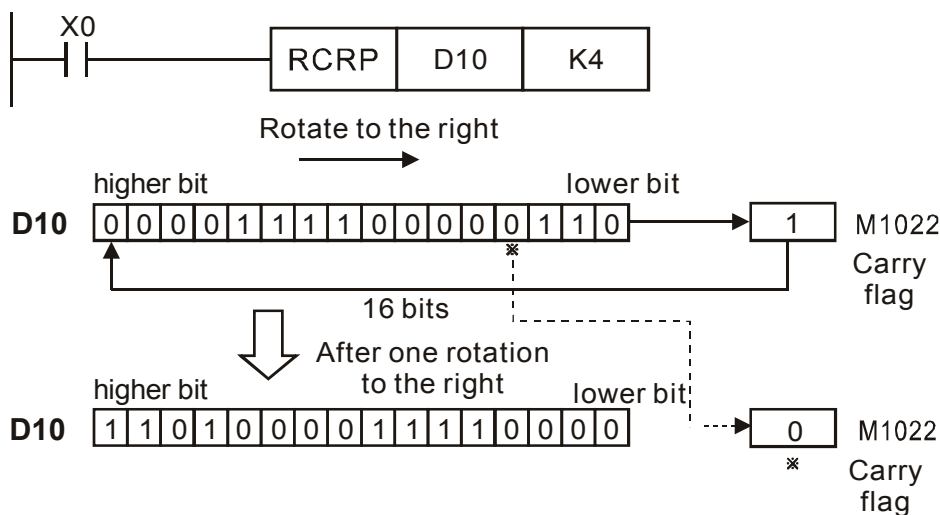 X0
RCRP D10 K4
Rotate to the right
higher bit lower bit
D10 0 0 0 0 1 1 1 1 0 0 0 0 0 1 1 0 1 M1022
※
Carry
flag
16 bits
After one rotation
to the right
higher bit lower bit
D10 1 1 0 1 0 0 0 0 1 1 1 1 0 0 0 0 0 M1022
※
Carry
flag